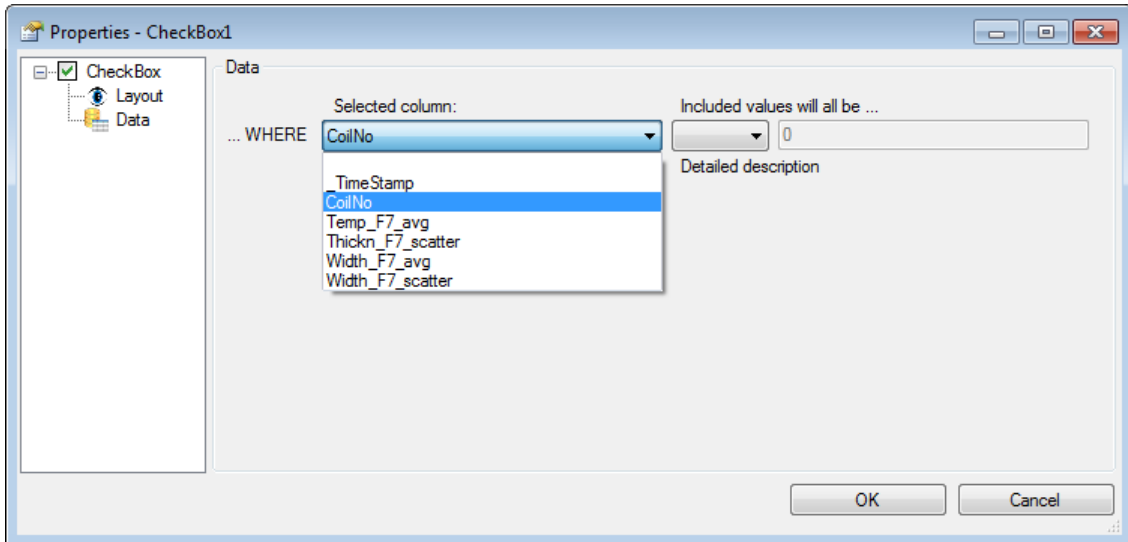 Properties - CheckBox1
CheckBox
Layout
Data
Data
Selected column:
Included values will all be ...
... WHERE
CoilNo
0
Detailed description
_TimeStamp
CoilNo
Temp_F7_avg
Thickn_F7_scatter
Width_F7_avg
Width_F7_scatter
OK
Cancel